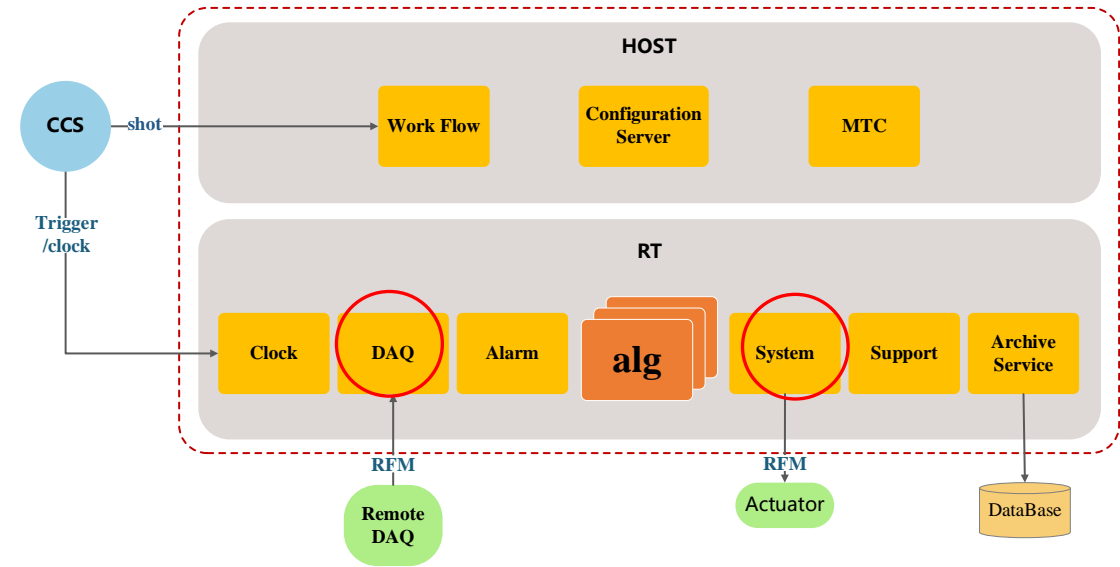 HOST
CCS
shot
Work Flow
Configuration
Server
MTC
Trigger
/clock
RT
Clock
DAQ
Alarm
alg
System
Support
Archive
Service
RFM
RFM
Remote
DAQ
Actuator
DataBase